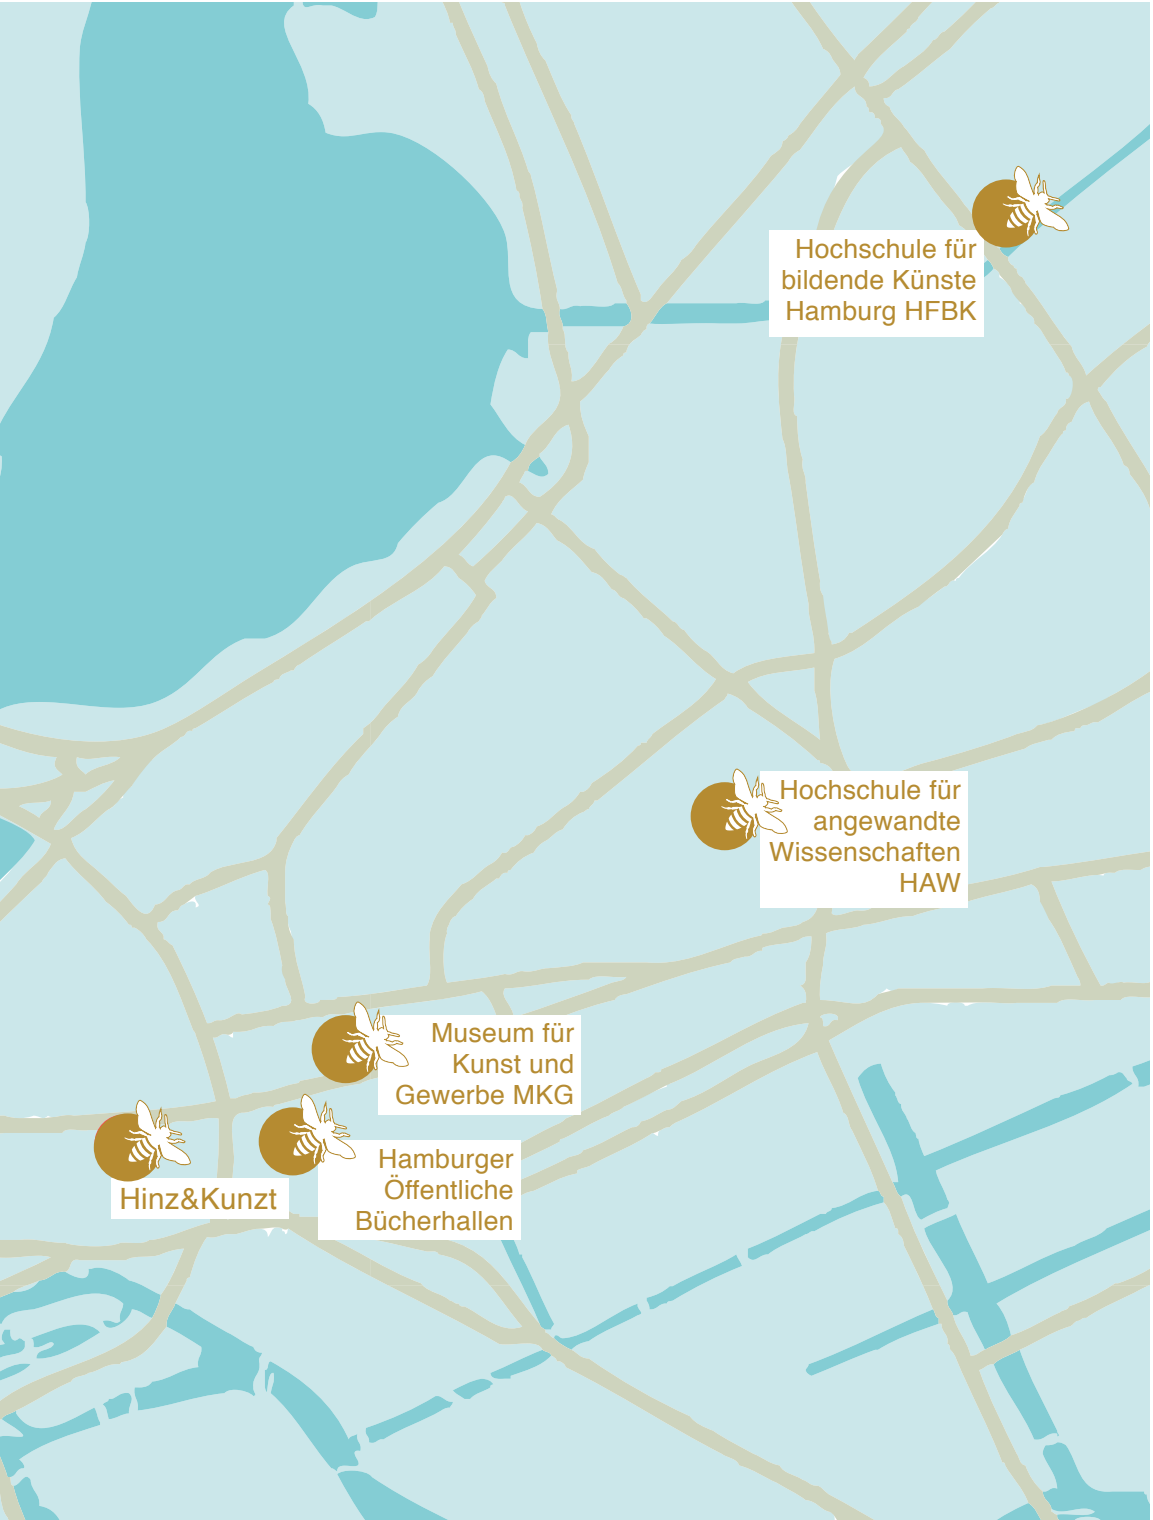 Hochschule für
bildende Künste
Hamburg HFBK
Hochschule für
angewandte
Wissenschaften
HAW
Museum für
Kunst und
Gewerbe MKG
Hamburger
Öffentliche
Bücherhallen
Hinz&Kunzt